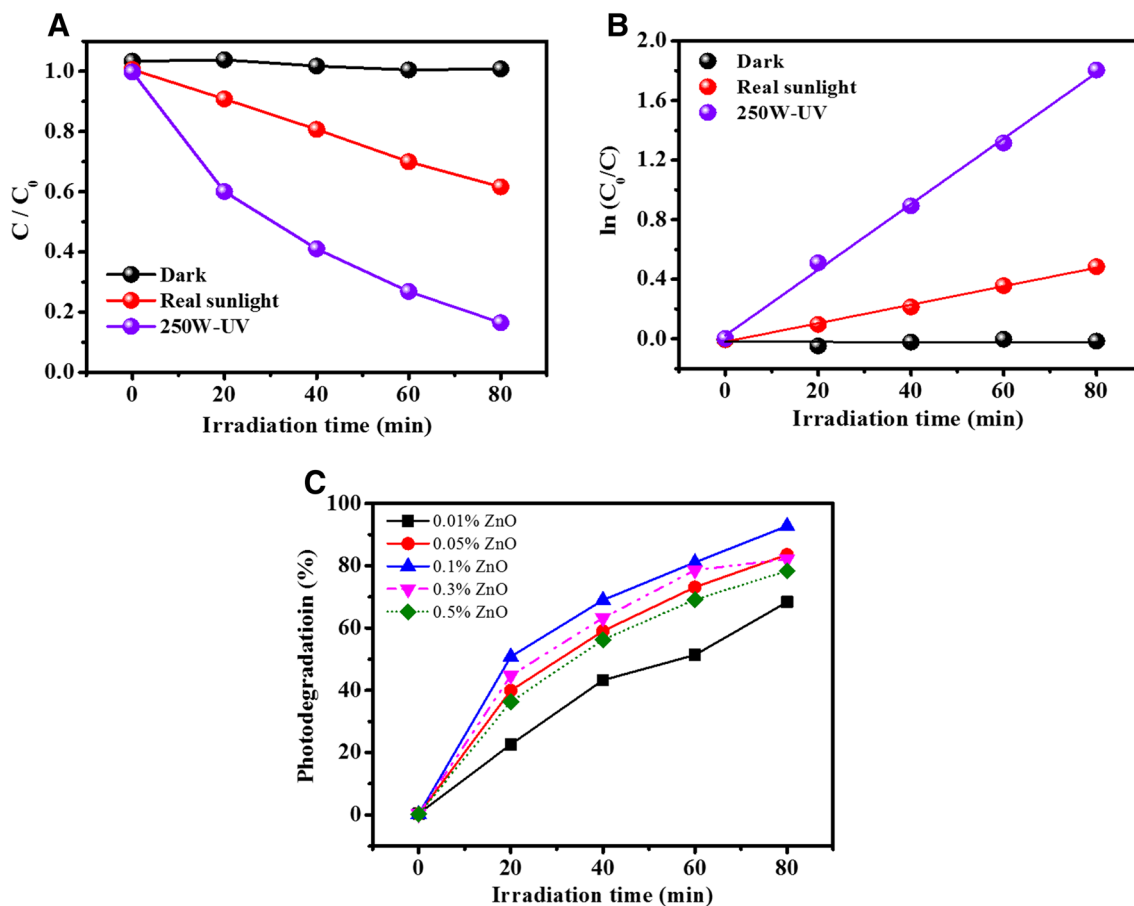 A
C / C0
1.0
0.8
0.6
0.4
0.2
0.0
Dark
Real sunlight
250W-UV
0 20 40 60 80
Irradiation time (min)
B
ln (C0/C)
2.0
1.6
1.2
0.8
0.4
0.0
Dark
Real sunlight
250W-UV
0 20 40 60 80
Irradiation time (min)
C
Photodegradatioin (%)
100
80
60
40
20
0
0.01% ZnO
0.05% ZnO
0.1% ZnO
0.3% ZnO
0.5% ZnO
0 20 40 60 80
Irradiation time (min)